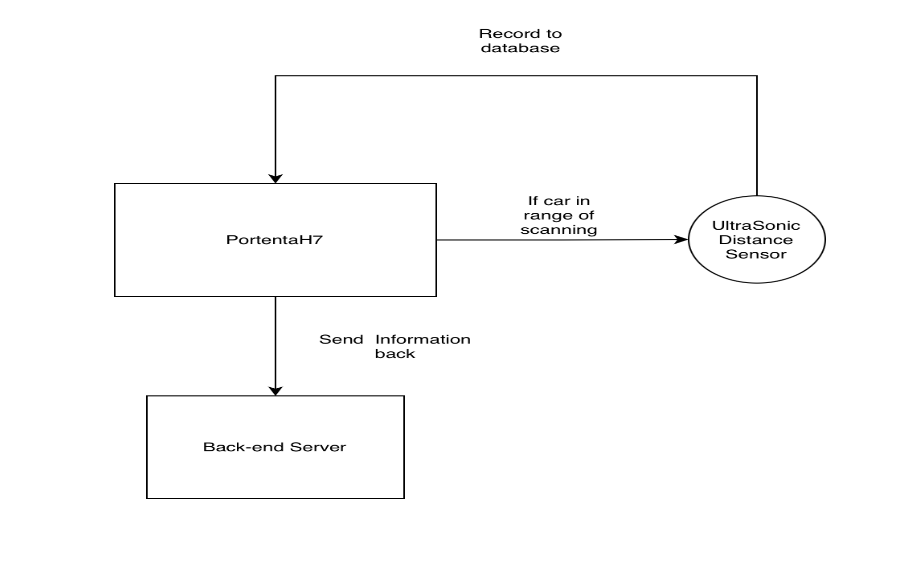 Record to
database
If car in
range of
scanning
UltraSonic
Distance
Sensor
PortentaH7
Send Information
back
Back-end Server